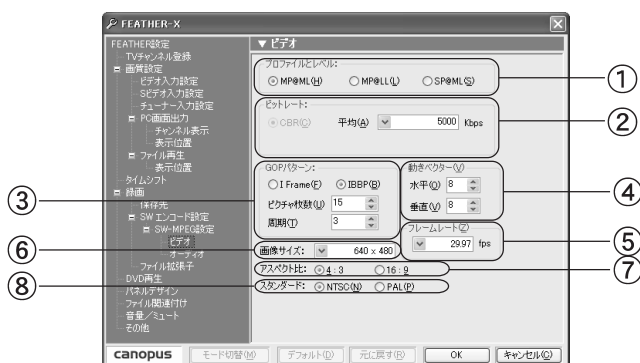 FEATHER-X
FEATHER設定
TVチャンネル登録
画質設定
ビデオ入力設定
Sビデオ入力設定
チューナー入力設定
PC画面出力
チャンネル表示
表示位置
ファイル再生
表示位置
タイムシフト
録画
保存先
SW エンコード設定
SW-MPEG設定
ビデオ
オーディオ
ファイル拡張子
DVD再生
パネルデザイン
ファイル関連付け
音量/ミュート
その他
▼ ビデオ
プロファイルとレベル:
MP@ML(H) MP@LL(L) SP@ML(S)
①
ビットレート:
CBR(C) 平均(A) 5000 Kbps
②
GOPパターン:
I Frame(F) IBBP(B)
ピクチャ枚数(U) 15
周期(T) 3
③
動きベクター(V)
水平(O) 8
垂直(V) 8
④
フレームレート(Z)
29.97 fps
⑤
画像サイズ: 640 x 480
⑥
アスペクト比: 4:3 16:9
⑦
スタンダード: NTSC(N) PAL(P)
⑧
canopus モード切替(M) デフォルト(D) 元に戻す(R) OK キャンセル(C)